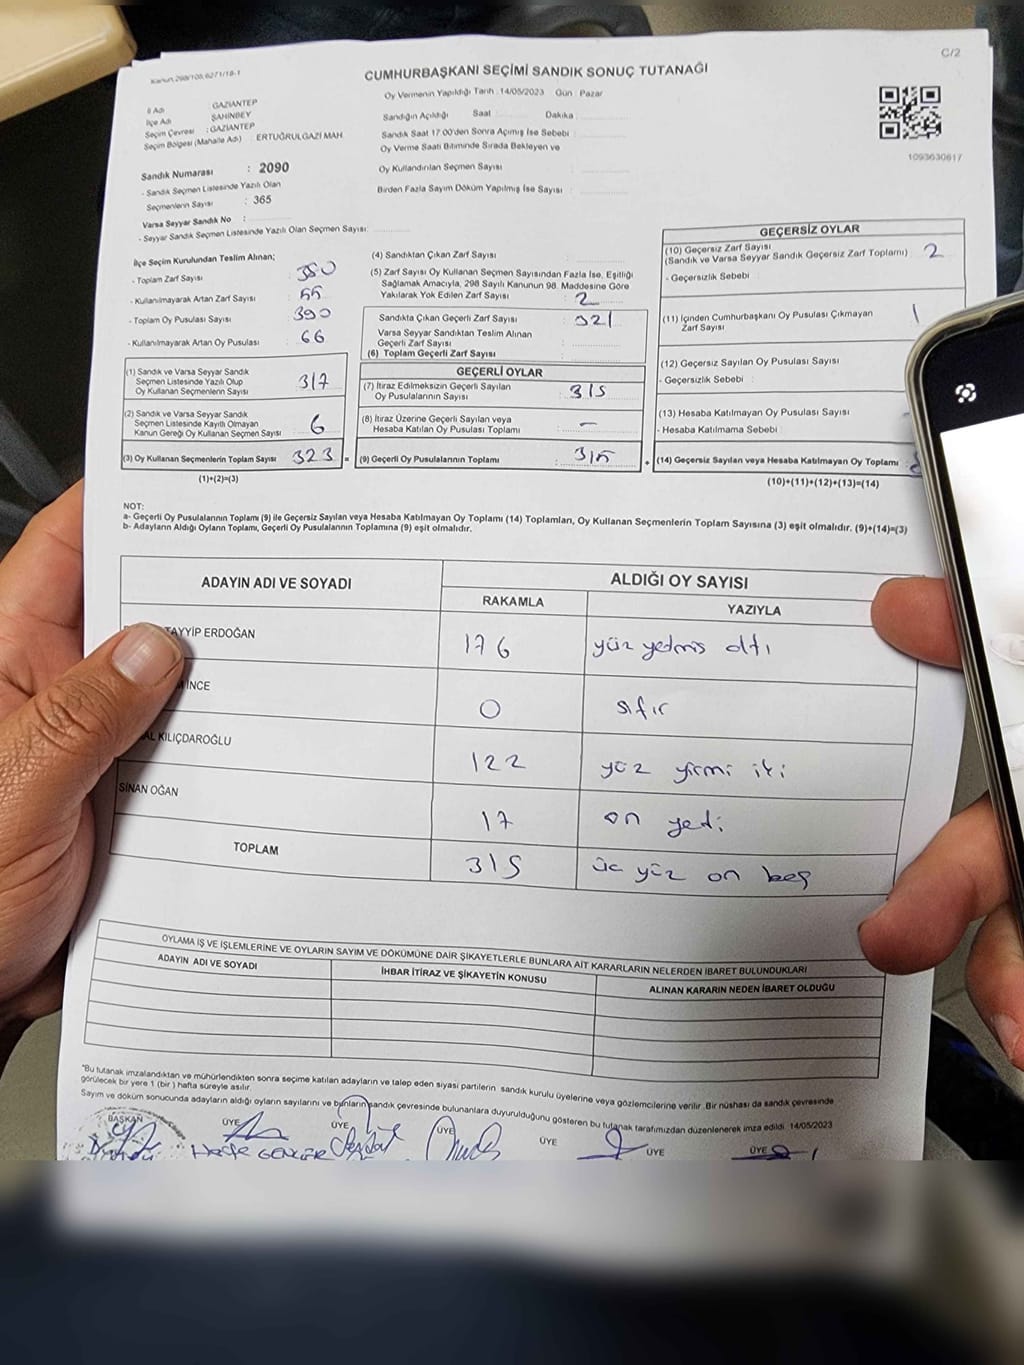 C/2
Kanun.298/105;6271/18-1
CUMHURBAŞKANI SEÇİMİ SANDIK SONUÇ TUTANAĞI
Oy Vermenin Yapıldığı Tarih : 14/05/2023 Gün : Pazar
İl Adı GAZİANTEP
İlçe Adı ŞAHİNBEY
Seçim Çevresi : GAZİANTEP
Seçim Bölgesi (Mahalle Adı) : ERTUĞRULGAZİ MAH.
Sandık Numarası : 2090
- Sandık Seçmen Listesinde Yazılı Olan
Seçmenlerin Sayısı : 365
Varsa Seyyar Sandık No :
- Seyyar Sandık Seçmen Listesinde Yazılı Olan Seçmen Sayısı:
Sandığın Açıldığı Saat Dakika :
Sandık Saat 17:00'den Sonra Açımış İse Sebebi :
Oy Verme Saati Bitiminde Sırada Bekleyen ve
Oy Kullandırılan Seçmen Sayısı :
Birden Fazla Sayım Döküm Yapılmış İse Sayısı :
1093630817
İlçe Seçim Kurulundan Teslim Alınan;
- Toplam Zarf Sayısı : 380
- Kullanılmayarak Artan Zarf Sayısı : 55
- Toplam Oy Pusulası Sayısı : 390
- Kullanılmayarak Artan Oy Pusulası : 66
(1) Sandık ve Varsa Seyyar Sandık
Seçmen Listesinde Yazılı Olup
Oy Kullanan Seçmenlerin Sayısı 317
(2) Sandık ve Varsa Seyyar Sandık
Seçmen Listesinde Kayıtlı Olmayan
Kanun Gereği Oy Kullanan Seçmen Sayısı 6
(3) Oy Kullanan Seçmenlerin Toplam Sayısı 323 =
(1)+(2)=(3)
(4) Sandıktan Çıkan Zarf Sayısı :
(5) Zarf Sayısı Oy Kullanan Seçmen Sayısından Fazla İse, Eşitliği
Sağlamak Amacıyla, 298 Sayılı Kanunun 98. Maddesine Göre
Yakılarak Yok Edilen Zarf Sayısı : 2
Sandıkta Çıkan Geçerli Zarf Sayısı : 321
Varsa Seyyar Sandıktan Teslim Alınan
Geçerli Zarf Sayısı
(6) Toplam Geçerli Zarf Sayısı :
GEÇERLİ OYLAR
(7) İtiraz Edilmeksizin Geçerli Sayılan
Oy Pusulalarının Sayısı : 315
(8) İtiraz Üzerine Geçerli Sayılan veya
Hesaba Katılan Oy Pusulası Toplamı : –
(9) Geçerli Oy Pusulalarının Toplamı : 315 +
GEÇERSİZ OYLAR
(10) Geçersiz Zarf Sayısı
(Sandık ve Varsa Seyyar Sandık Geçersiz Zarf Toplamı) : 2
- Geçersizlik Sebebi :
(11) İçinden Cumhurbaşkanı Oy Pusulası Çıkmayan
Zarf Sayısı 1
(12) Geçersiz Sayılan Oy Pusulası Sayısı
- Geçersizlik Sebebi :
(13) Hesaba Katılmayan Oy Pusulası Sayısı
- Hesaba Katılmama Sebebi
(14) Geçersiz Sayılan veya Hesaba Katılmayan Oy Toplamı :
(10)+(11)+(12)+(13)=(14)
NOT:
a- Geçerli Oy Pusulalarının Toplamı (9) ile Geçersiz Sayılan veya Hesaba Katılmayan Oy Toplamı (14) Toplamları, Oy Kullanan Seçmenlerin Toplam Sayısına (3) eşit olmalıdır. (9)+(14)=(3)
b- Adayların Aldığı Oyların Toplamı, Geçerli Oy Pusulalarının Toplamına (9) eşit olmalıdır.
ADAYIN ADI VE SOYADI ALDIĞI OY SAYISI
RAKAMLA YAZIYLA
TAYYİP ERDOĞAN 176 yüz yetmiş altı
İNCE 0 sıfır
KILIÇDAROĞLU 122 yüz yirmi iki
SİNAN OĞAN 17 on yedi
TOPLAM 315 üç yüz on beş
OYLAMA İŞ VE İŞLEMLERİNE VE OYLARIN SAYIM VE DÖKÜMÜNE DAİR ŞİKAYETLERLE BUNLARA AİT KARARLARIN NELERDEN İBARET BULUNDUKLARI
ADAYIN ADI VE SOYADI İHBAR İTİRAZ VE ŞİKAYETİN KONUSU ALINAN KARARIN NEDEN İBARET OLDUĞU
"Bu tutanak imzalandıktan ve mühürlendikten sonra seçime katılan adayların ve talep eden siyasi partilerin sandık kurulu üyelerine veya gözlemcilerine verilir. Bir nüshası da sandık çevresinde
görülecek bir yere 1 (bir) hafta süreyle asılır.
Sayım ve döküm sonucunda adayların aldığı oyların sayılarını ve bunların sandık çevresinde bulunanlara duyurulduğunu gösteren bu tutanak tarafımızdan düzenlenerek imza edildi. 14/05/2023
BAŞKAN ÜYE ÜYE ÜYE ÜYE ÜYE ÜYE